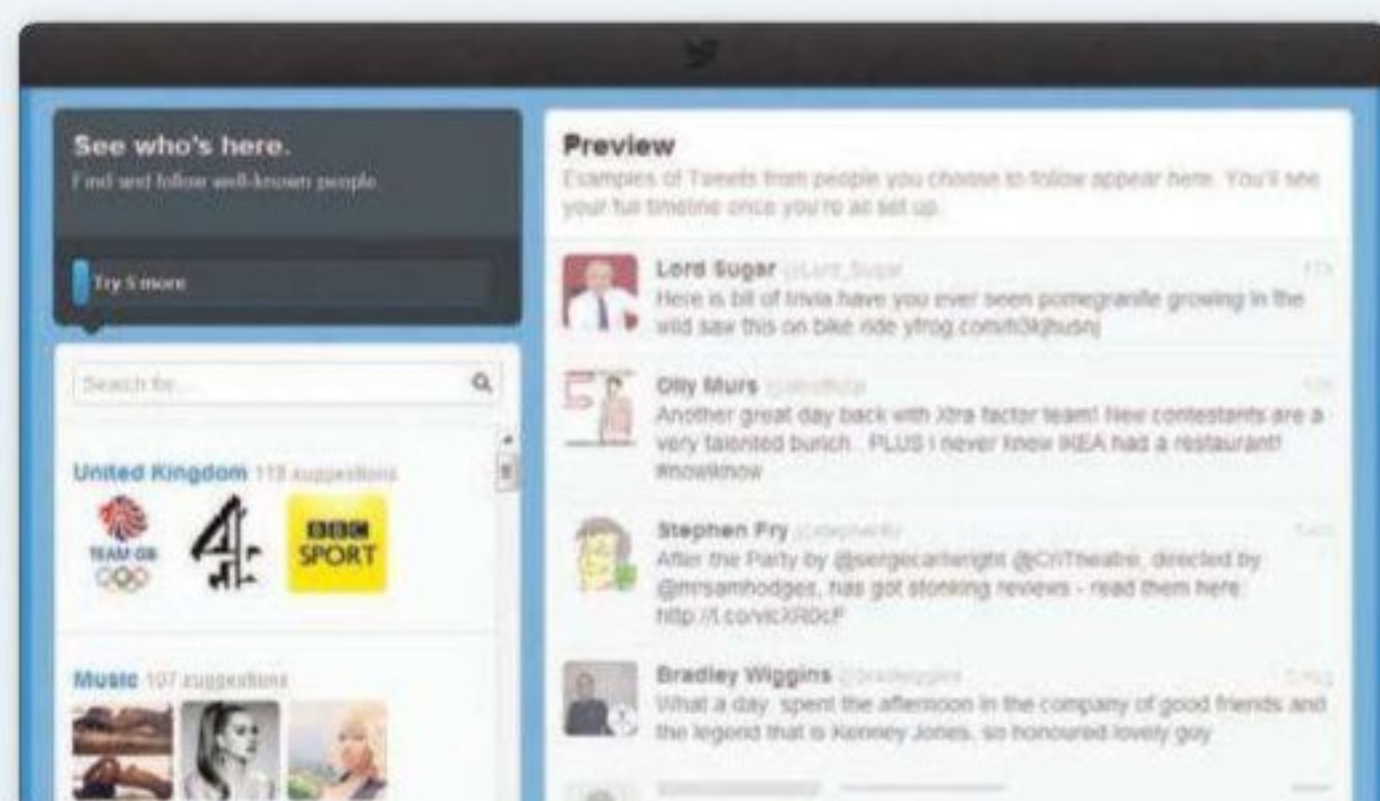 See who's here.
Find and follow well-known people.
Try 5 more
Search for...
United Kingdom 118 suggestions
TEAM GB
4
BBC
SPORT
Music 107 suggestions
Preview
Examples of Tweets from people you choose to follow appear here. You'll see
your full timeline once you're all set up.
Lord Sugar @Lord_Sugar
Here is bit of trivia have you ever seen pomegranite growing in the
wild saw this on bike ride
Olly Murs
Another great day back with Xtra factor team! New contestants are a
very talented bunch.. PLUS i never knew IKEA had a restaurant!
#nowiknow
Stephen Fry @stephenfry
After the Party by @sergecartwright @CriTheatre, directed by
@mrsamhodges, has got stonking reviews - read them here:
Bradley Wiggins @bradwiggins
What a day, spent the afternoon in the company of good friends and
the legend that is Kenney Jones, so honoured lovely guy